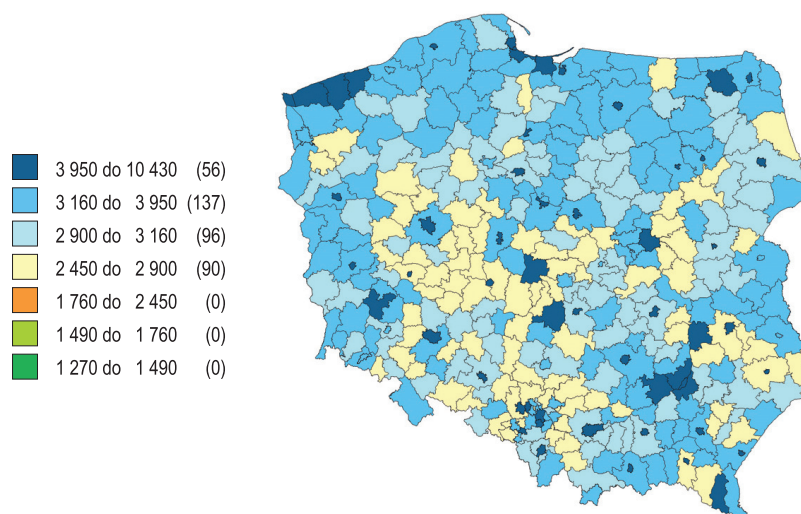 3 950 do 10 430 (56)
3 160 do 3 950 (137)
2 900 do 3 160 (96)
2 450 do 2 900 (90)
1 760 do 2 450 (0)
1 490 do 1 760 (0)
1 270 do 1 490 (0)